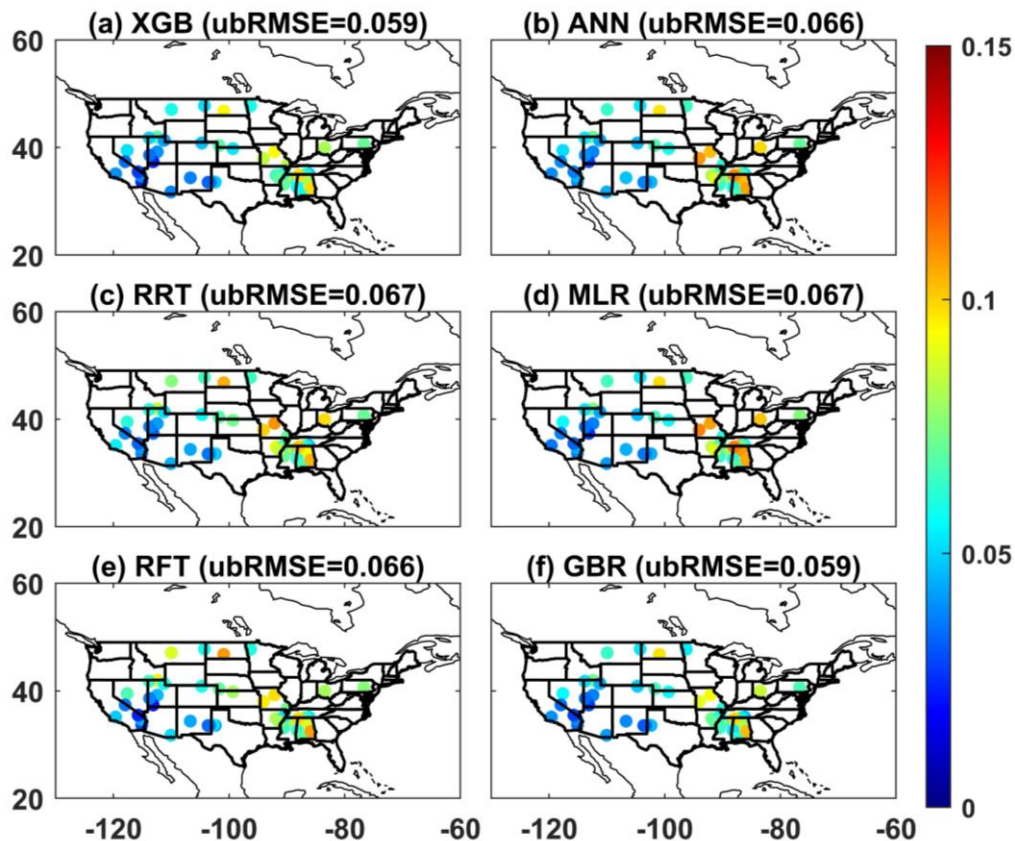 (a) XGB (ubRMSE=0.059)
(b) ANN (ubRMSE=0.066)
60
40
20
0.15
0.1
0.05
0
(c) RRT (ubRMSE=0.067)
(d) MLR (ubRMSE=0.067)
60
40
20
(e) RFT (ubRMSE=0.066)
(f) GBR (ubRMSE=0.059)
60
40
20
-120 -100 -80 -60
-120 -100 -80 -60